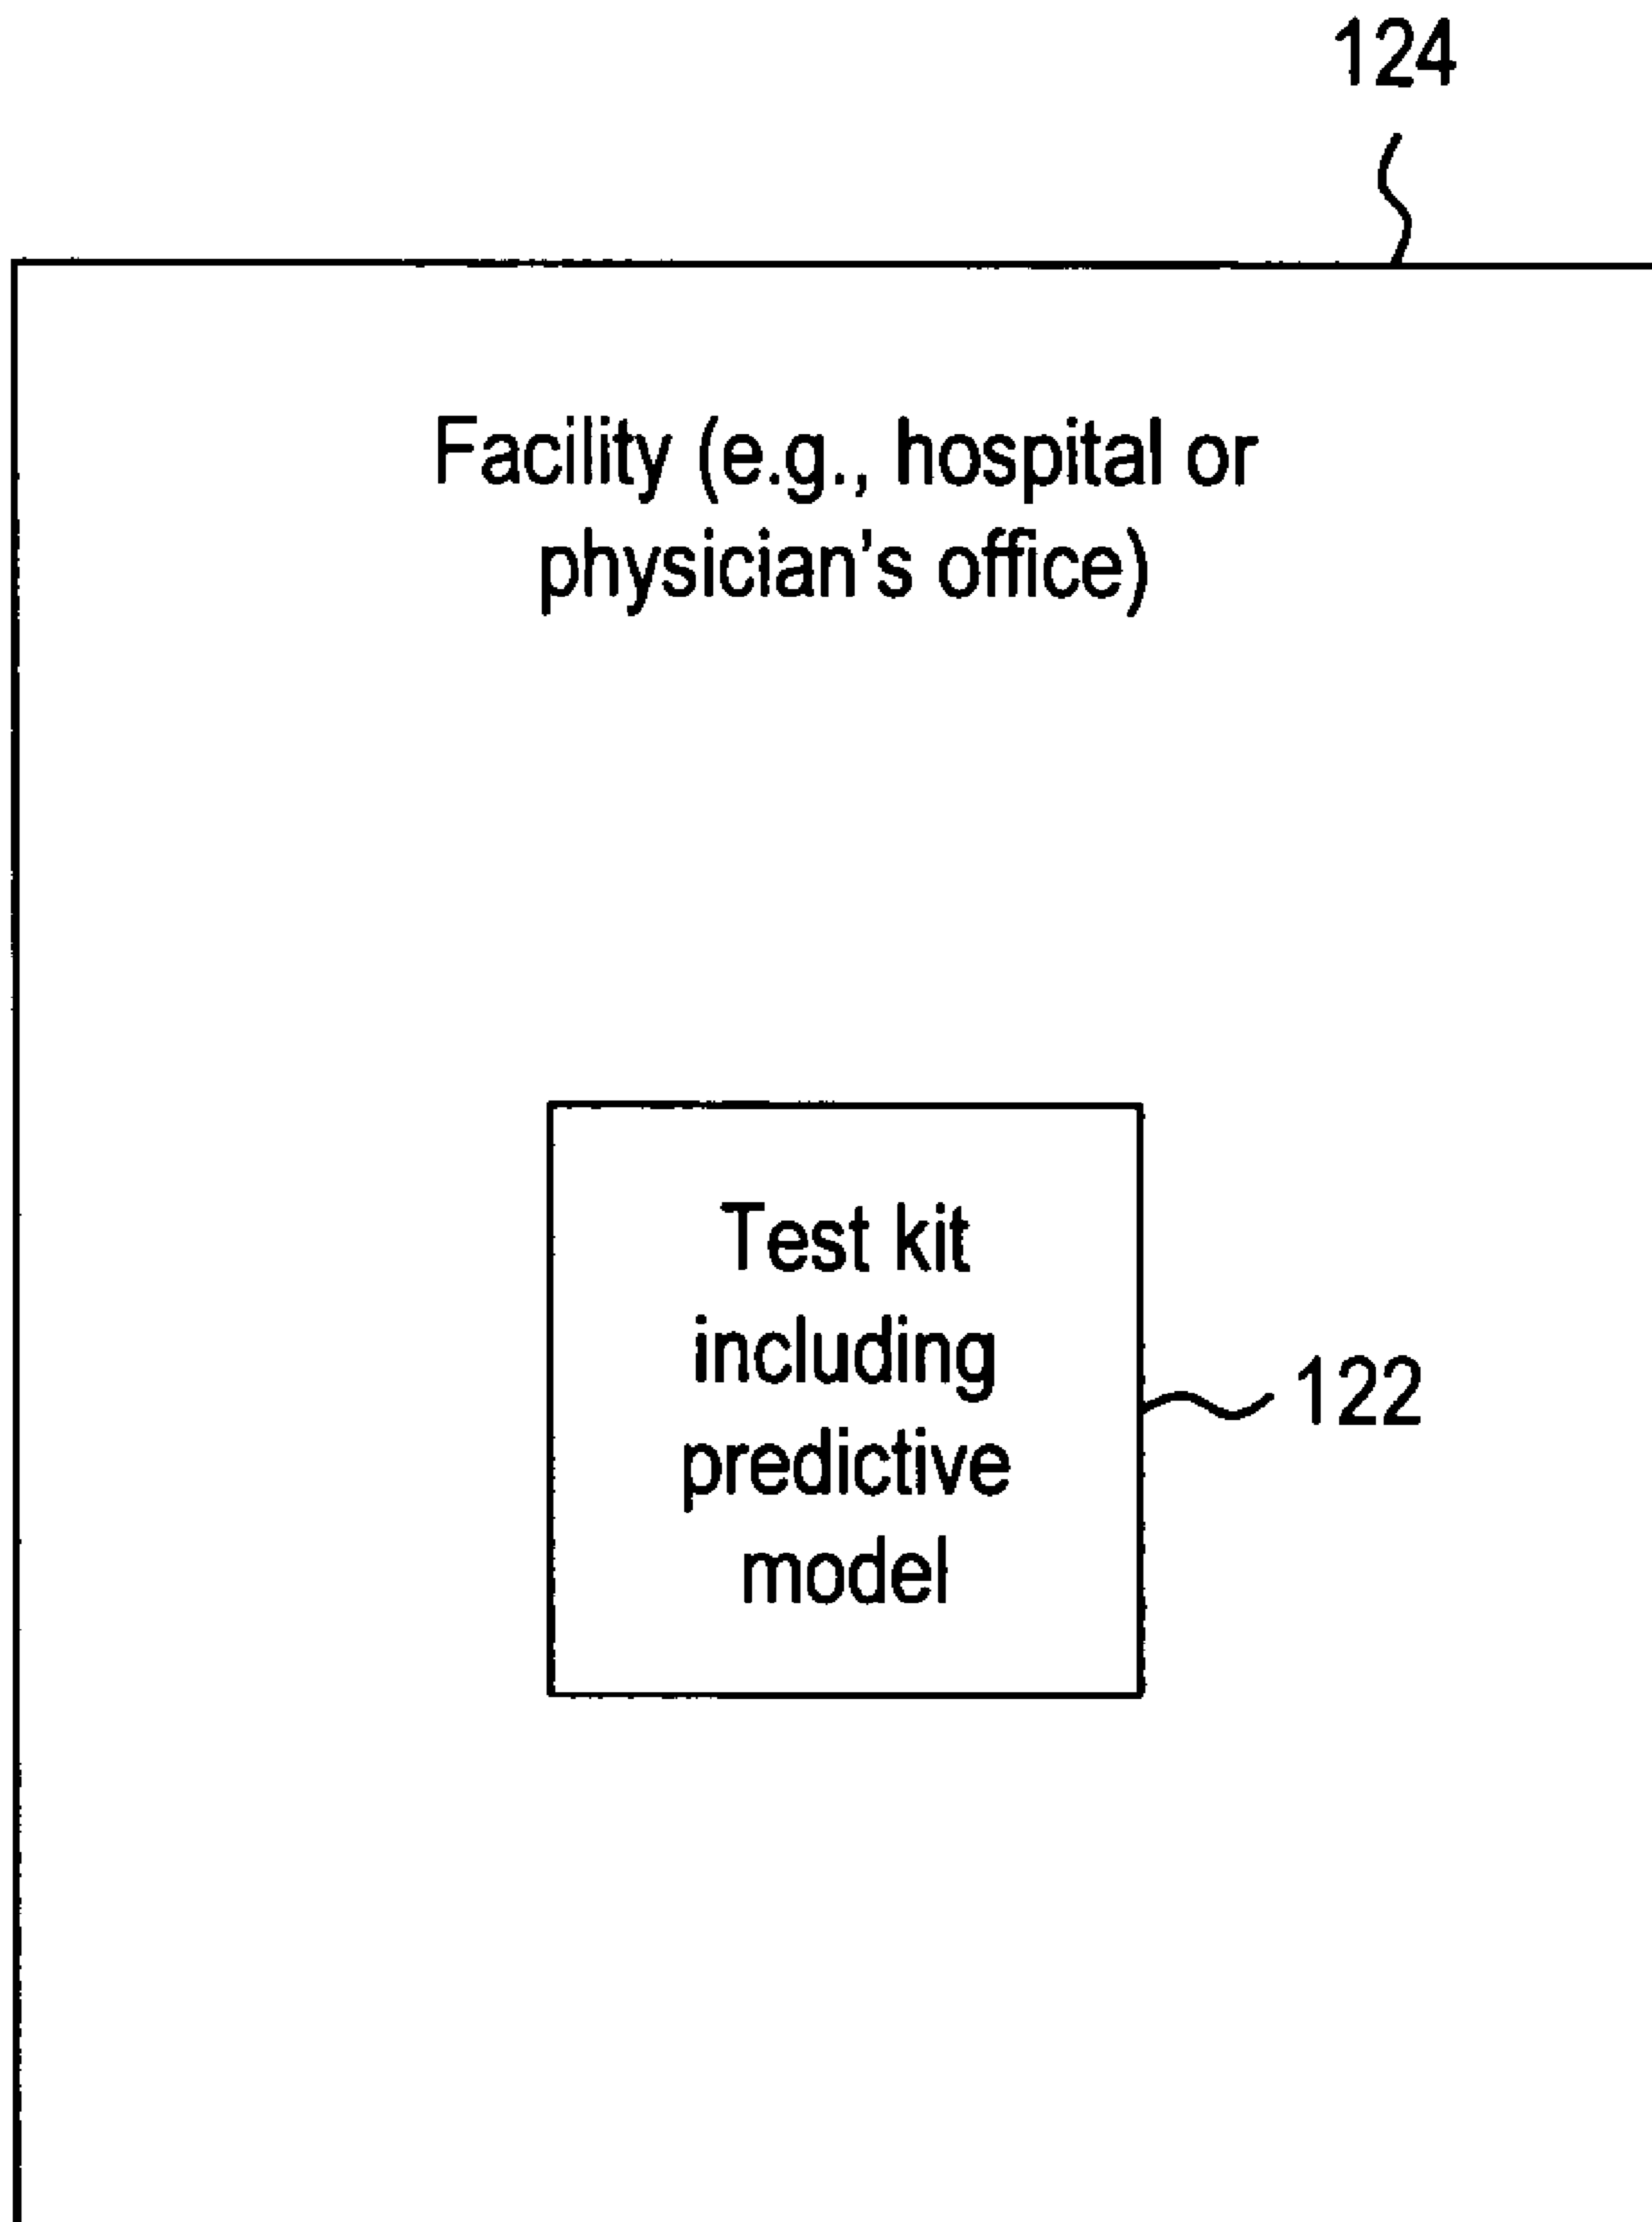 124
Facility (e.g., hospital or
physician's office)
Test kit
including
predictive
model
122